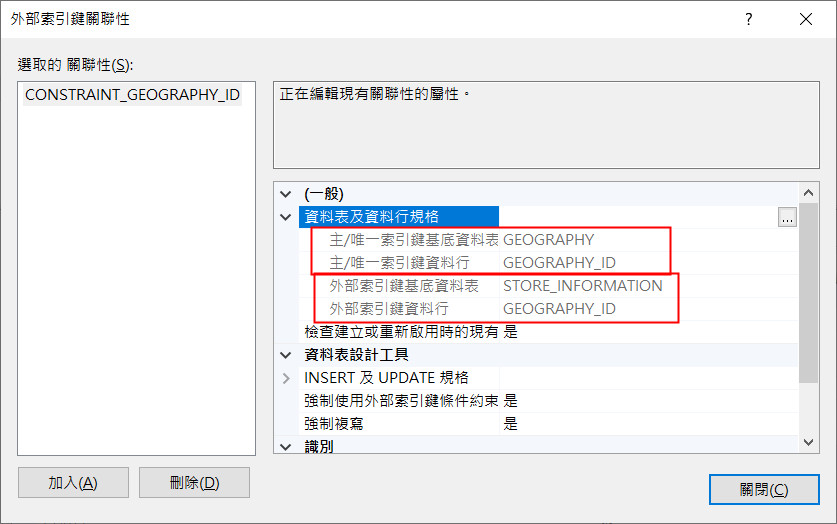 外部索引鍵關聯性
?
選取的 關聯性(S):
CONSTRAINT_GEOGRAPHY_ID
正在編輯現有關聯性的屬性。
(一般)
資料表及資料行規格
...
主/唯一索引鍵基底資料表 GEOGRAPHY
主/唯一索引鍵資料行 GEOGRAPHY_ID
外部索引鍵基底資料表 STORE_INFORMATION
外部索引鍵資料行 GEOGRAPHY_ID
檢查建立或重新啟用時的現有 是
資料表設計工具
INSERT 及 UPDATE 規格
強制使用外部索引鍵條件約束 是
強制複寫 是
識別
加入(A)
刪除(D)
關閉(C)